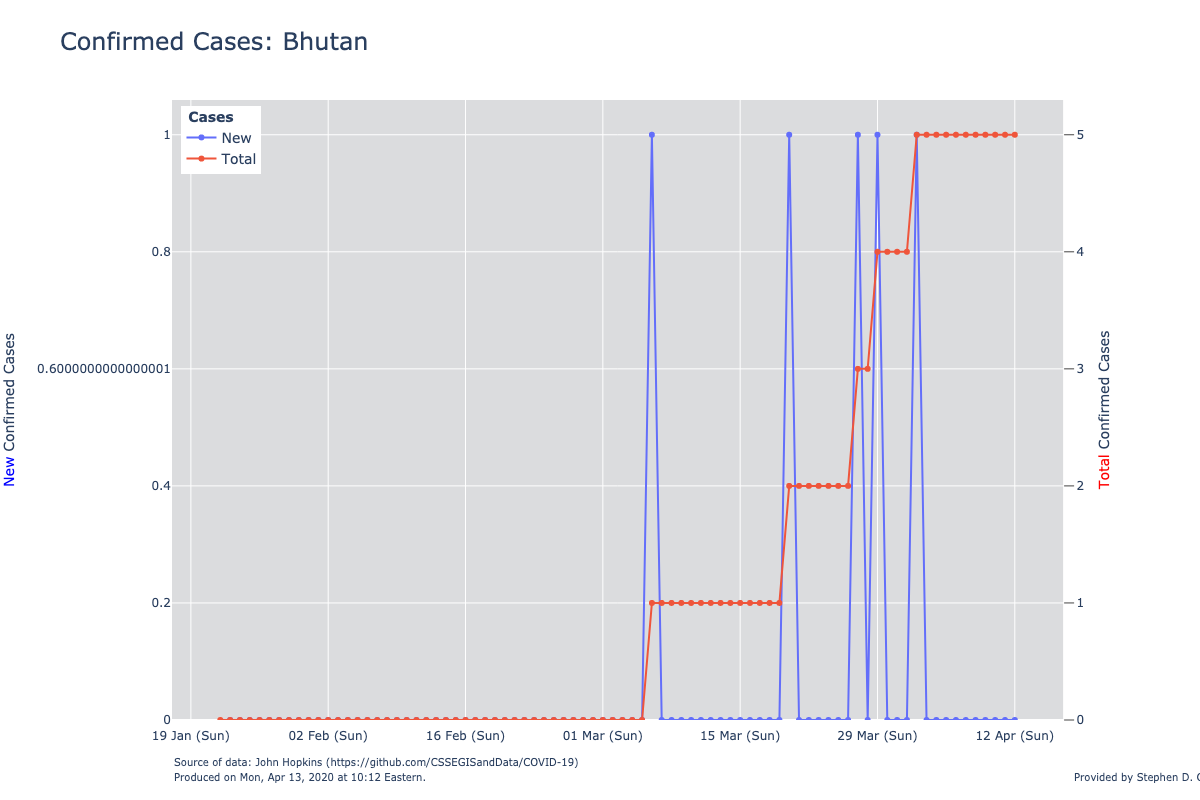 Confirmed Cases: Bhutan
Cases
New
Total
1
0.8
0.6000000000000001
0.4
0.2
0
5
4
3
2
1
0
New Confirmed Cases
Total Confirmed Cases
19 Jan (Sun)
02 Feb (Sun)
16 Feb (Sun)
01 Mar (Sun)
15 Mar (Sun)
29 Mar (Sun)
12 Apr (Sun)
Source of data: John Hopkins (https://github.com/CSSEGISandData/COVID-19)
Produced on Mon, Apr 13, 2020 at 10:12 Eastern.
Provided by Stephen D.